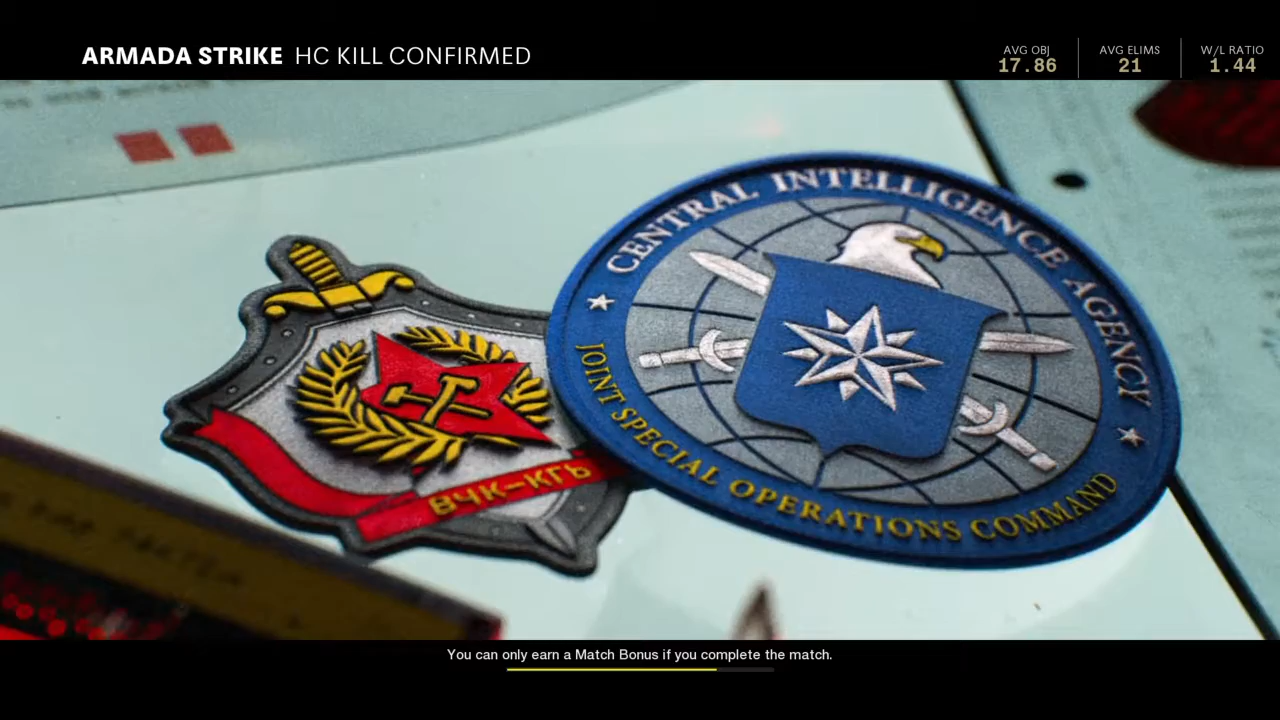 ARMADA STRIKE HC KILL CONFIRMED
AVG OBJ
17.86
AVG ELIMS
21
W/L RATIO
1.44
CENTRAL INTELLIGENCE AGENCY
JOINT SPECIAL OPERATIONS COMMAND
ВЧК-КГЬ
You can only earn a Match Bonus if you complete the match.